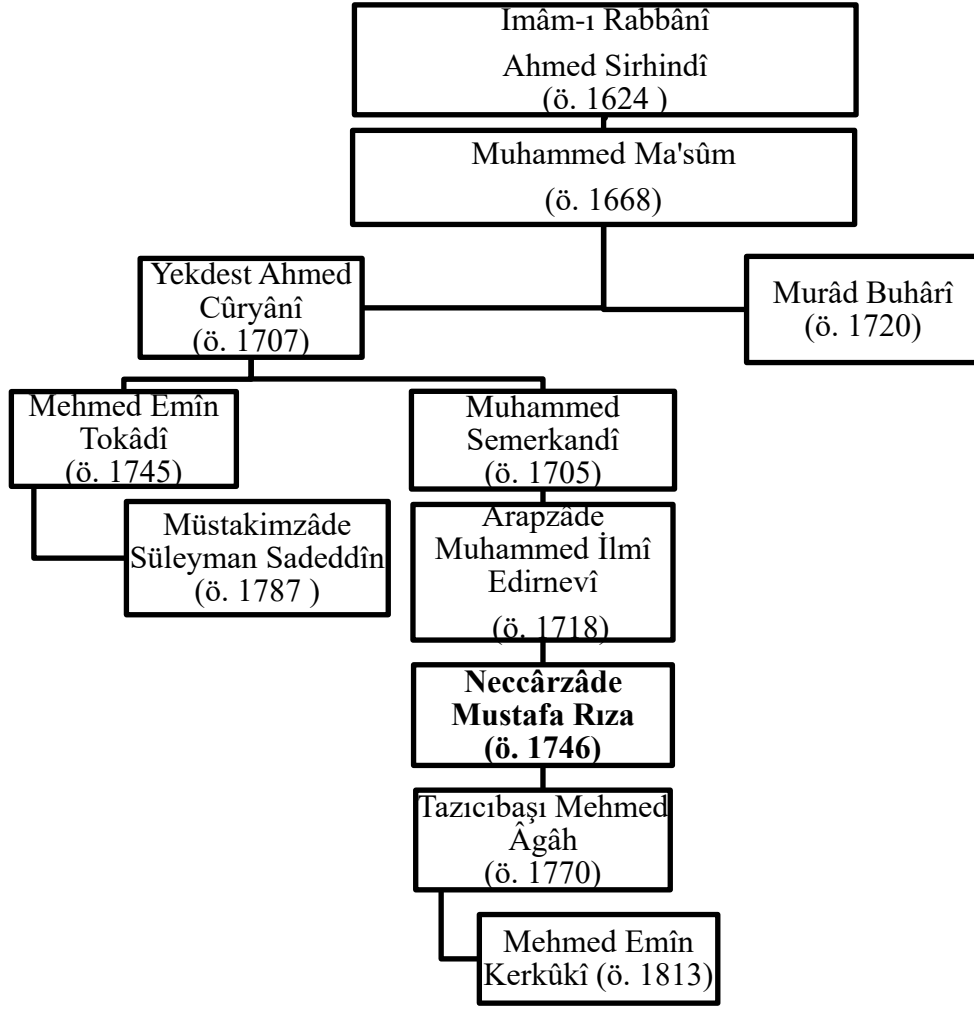 Imâm-ı Rabbânî
Ahmed Sirhindî
(ö. 1624 )
Muhammed Ma'sûm
(ö. 1668)
Yekdest Ahmed
Cûryânî
(ö. 1707)
Murâd Buhârî
(ö. 1720)
Mehmed Emîn
Tokâdî
(ö. 1745)
Muhammed
Semerkandî
(ö. 1705)
Müstakimzâde
Süleyman Sadeddîn
(ö. 1787 )
Arapzâde
Muhammed İlmî
Edirnevî
(ö. 1718)
Neccârzâde
Mustafa Rıza
(ö. 1746)
Tazıcıbaşı Mehmed
Âgâh
(ö. 1770)
Mehmed Emîn
Kerkûkî (ö. 1813)